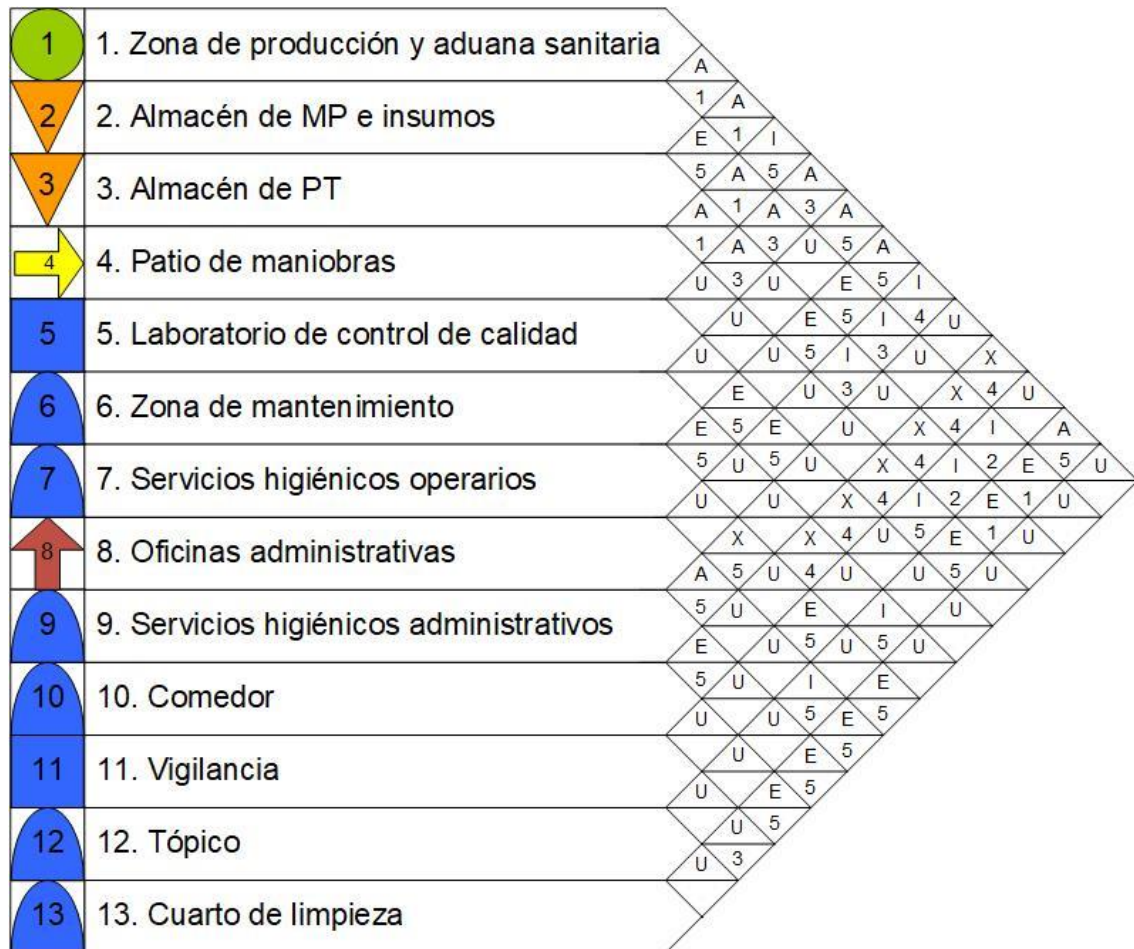 1 1. Zona de producción y aduana sanitaria
A
1 A
2 2. Almacén de MP e insumos
E 1 I
3 3. Almacén de PT
5 A 5 A
A 1 A 3 A
4 4. Patio de maniobras
1 A 3 U 5 A
U 3 U E 5 I
5 5. Laboratorio de control de calidad
U E 5 I 4 U
U U 5 I 3 U X
6 6. Zona de mantenimiento
E U 3 U X 4 U
E 5 E U X 4 I A
7 7. Servicios higiénicos operarios
5 U 5 U X 4 I 2 E 5 U
U U X 4 I 2 E 1 U
8 8. Oficinas administrativas
X X 4 U 5 E 1 U
A 5 U 4 U U 5 U
9 9. Servicios higiénicos administrativos
5 U E I U
E U 5 U 5 U
10 10. Comedor
5 U I E
U U 5 E 5
11 11. Vigilancia
U E 5
U E 5
12 12. Tópico
U 5
U 3
13 13. Cuarto de limpieza